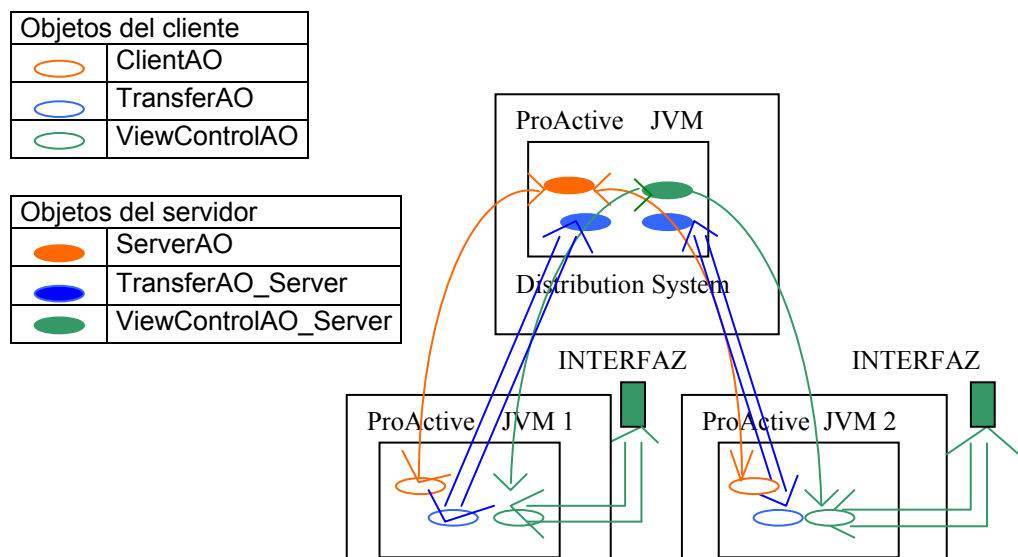 Objetos del cliente
ClientAO
TransferAO
ViewControlAO
Objetos del servidor
ServerAO
TransferAO_Server
ViewControlAO_Server
ProActive JVM
Distribution System
INTERFAZ
INTERFAZ
ProActive JVM 1
ProActive JVM 2